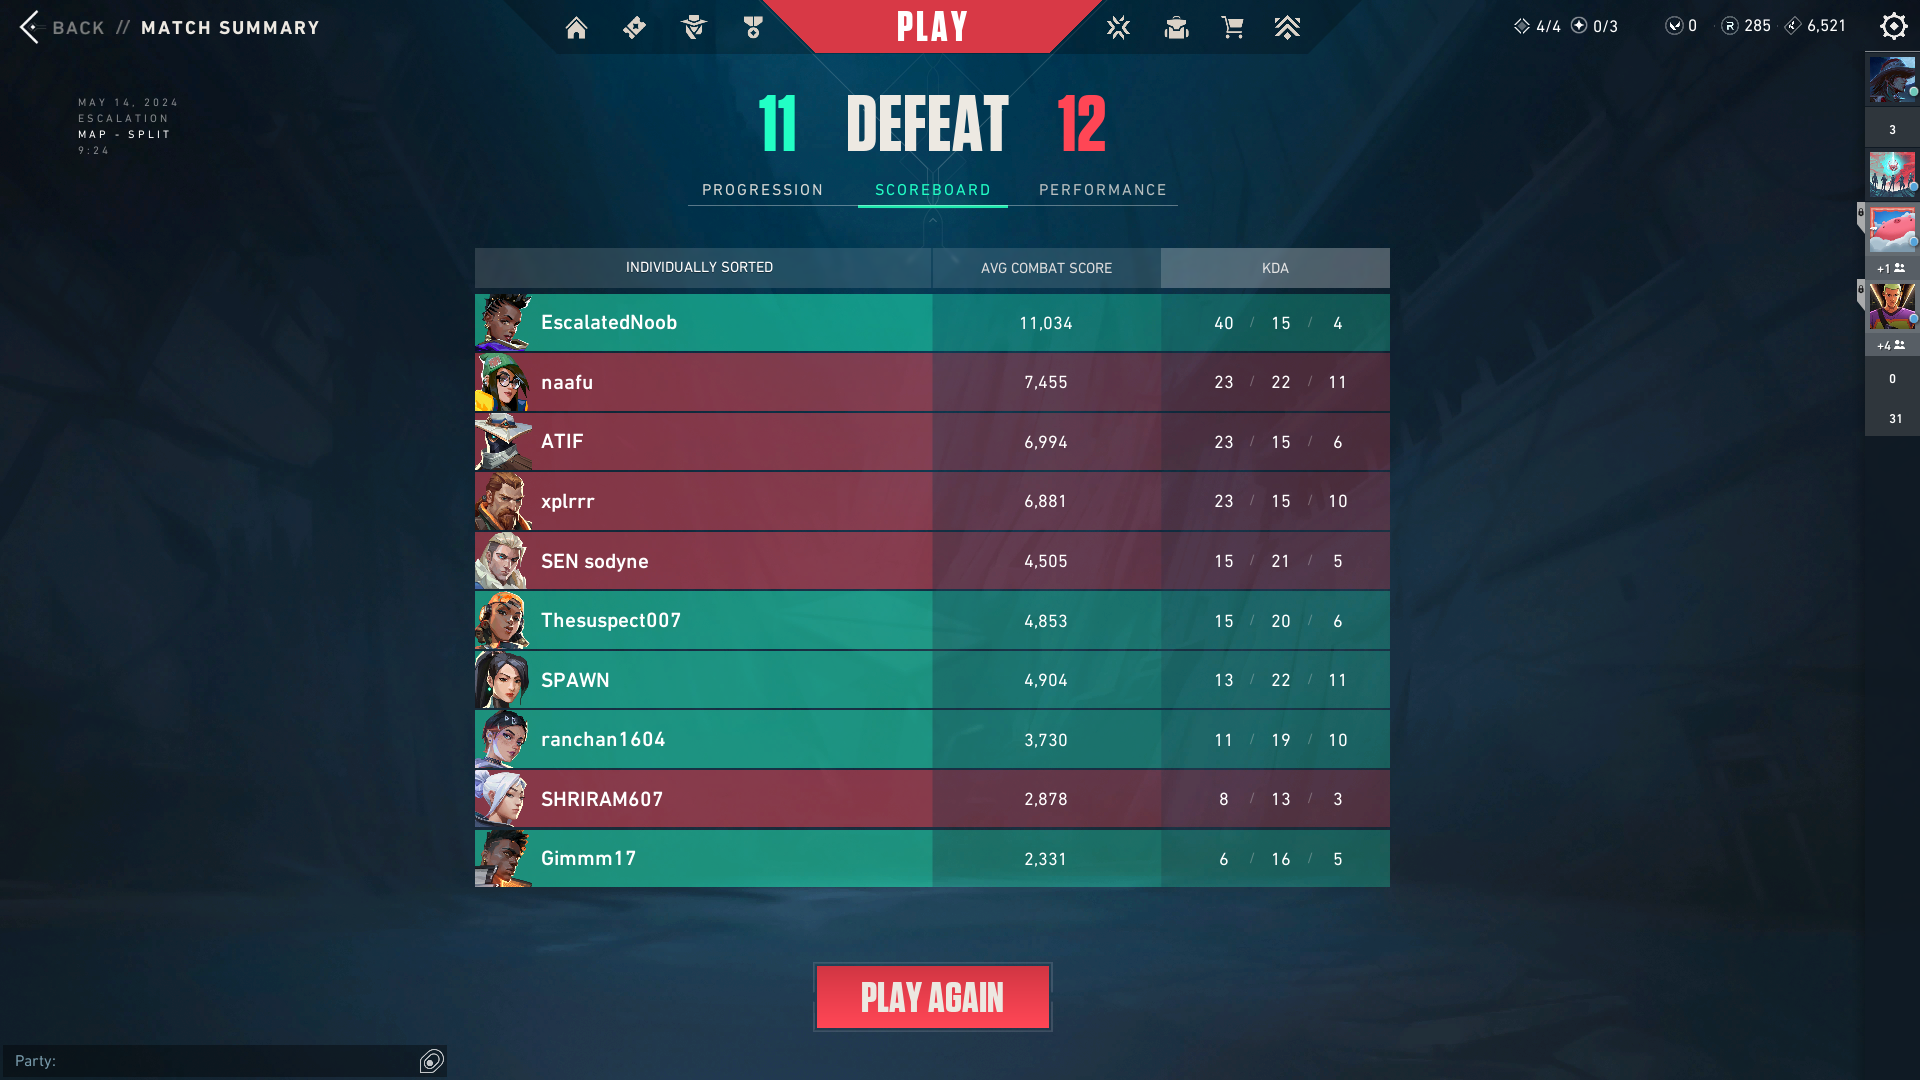 BACK // MATCH SUMMARY
PLAY
4/4 0/3 0 R 285 6,521
MAY 14, 2024
ESCALATION
MAP - SPLIT
9:24
11 DEFEAT 12
PROGRESSION SCOREBOARD PERFORMANCE
INDIVIDUALLY SORTED AVG COMBAT SCORE KDA
EscalatedNoob 11,034 40 / 15 / 4
naafu 7,455 23 / 22 / 11
ATIF 6,994 23 / 15 / 6
xplrrr 6,881 23 / 15 / 10
SEN sodyne 4,505 15 / 21 / 5
Thesuspect007 4,853 15 / 20 / 6
SPAWN 4,904 13 / 22 / 11
ranchan1604 3,730 11 / 19 / 10
SHRIRAM607 2,878 8 / 13 / 3
Gimmm17 2,331 6 / 16 / 5
3
+1
+4
0
31
PLAY AGAIN
Party: